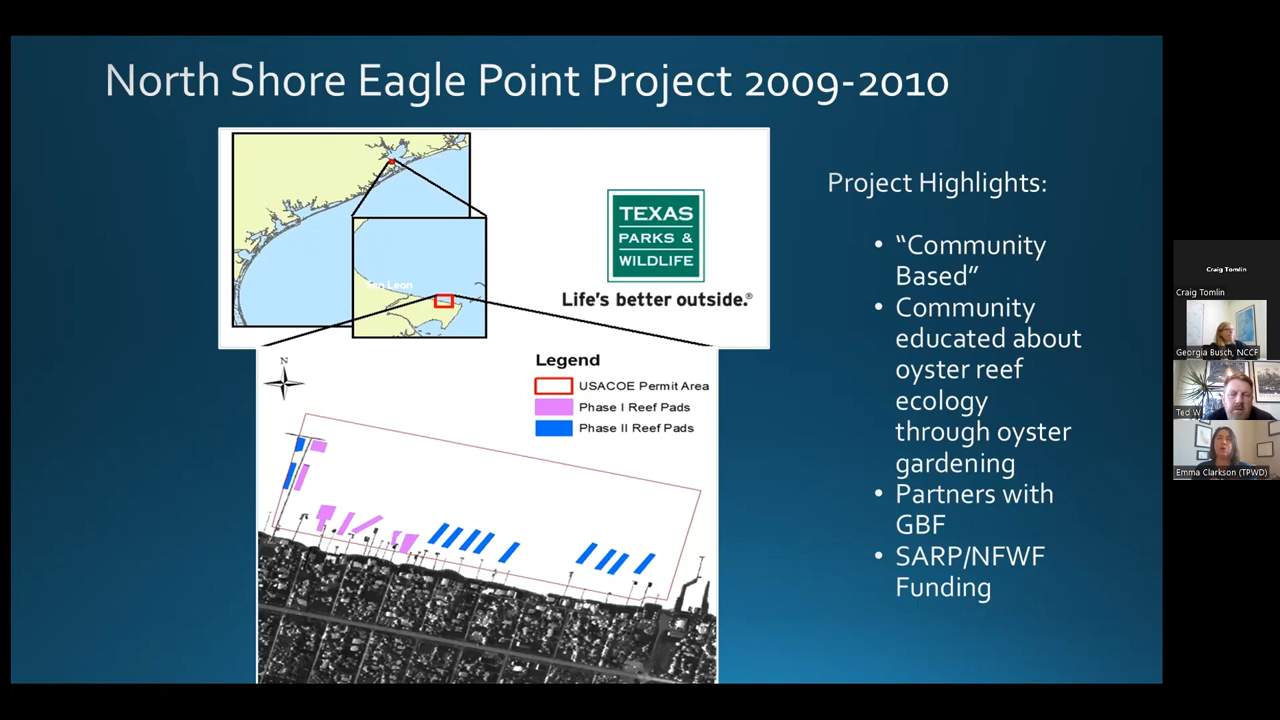 North Shore Eagle Point Project 2009-2010
San Leon
TEXAS
PARKS &
WILDLIFE
Life's better outside.®
N
Legend
USACOE Permit Area
Phase I Reef Pads
Phase II Reef Pads
Project Highlights:
• “Community
Based”
• Community
educated about
oyster reef
ecology
through oyster
gardening
• Partners with
GBF
• SARP/NFWF
Funding
Craig Tomlin
Craig Tomlin
Georgia Busch, NCCF
Ted W
Emma Clarkson (TPWD)